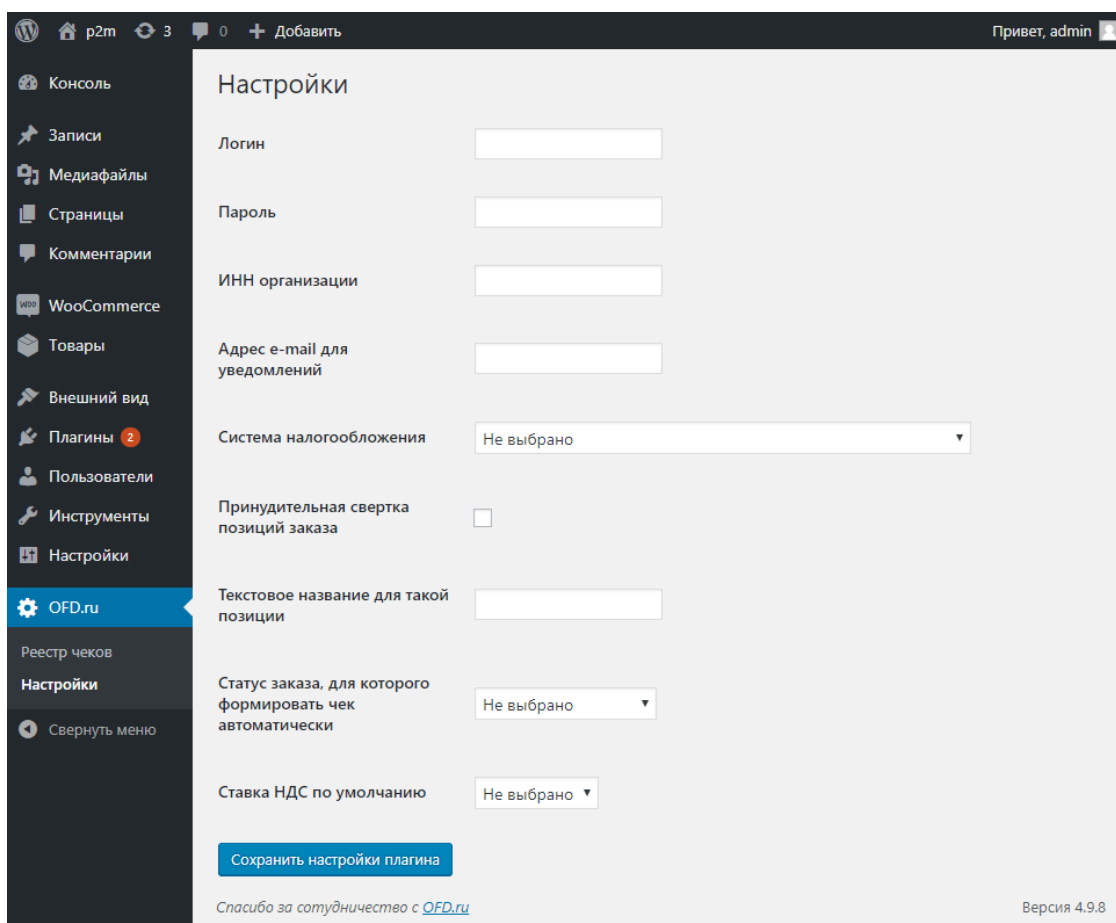 p2m 3 0 + Добавить Привет, admin
Консоль
Записи
Медиафайлы
Страницы
Комментарии
WooCommerce
Товары
Внешний вид
Плагины 2
Пользователи
Инструменты
Настройки
OFD.ru
Реестр чеков
Настройки
Свернуть меню
Настройки
Логин
Пароль
ИНН организации
Адрес e-mail для
уведомлений
Система налогообложения Не выбрано
Принудительная свертка
позиций заказа
Текстовое название для такой
позиции
Статус заказа, для которого
формировать чек
автоматически
Не выбрано
Ставка НДС по умолчанию Не выбрано
Сохранить настройки плагина
Спасибо за сотудничество с OFD.ru Версия 4.9.8